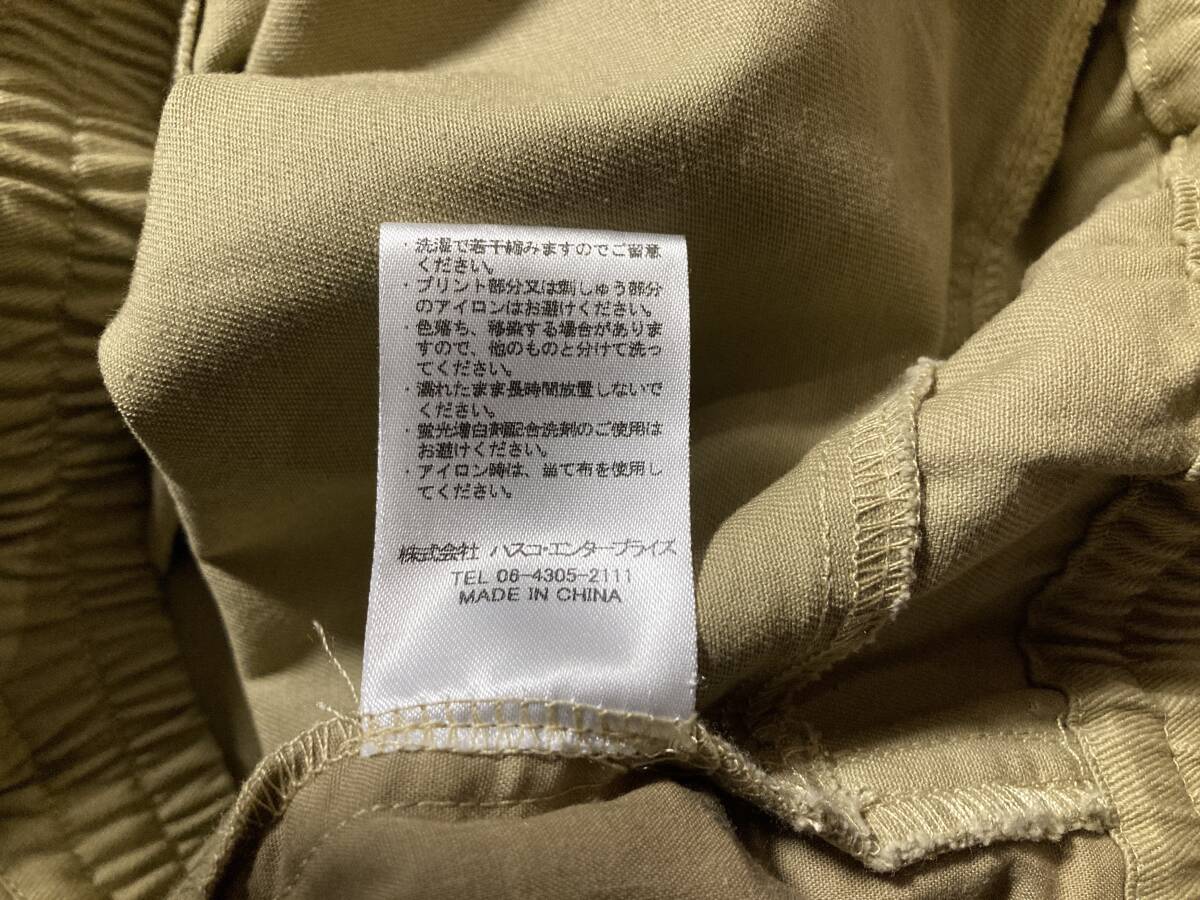 ・洗濯で若干縮みますのでご留意
ください。
・プリント部分又は刺しゅう部分
のアイロンはお避けください。
・色落ち、移染する場合がありま
すので、他のものと分けて洗っ
てください。
・濡れたまま長時間放置しないで
ください。
・蛍光増白剤配合洗剤のご使用は
お避けください。
・アイロン時は、当て布を使用し
てください。
株式会社 ハスコ・エンタープライズ
TEL 06-4305-2111
MADE IN CHINA